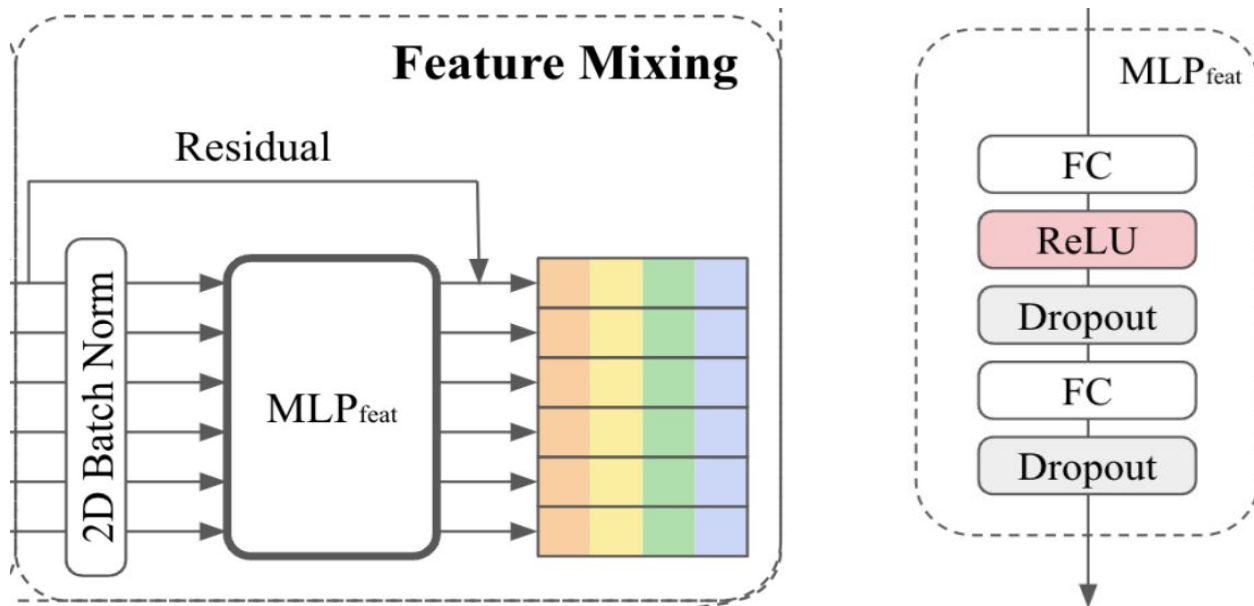 Feature Mixing
Residual
2D Batch Norm
MLPfeat
MLPfeat
FC
ReLU
Dropout
FC
Dropout